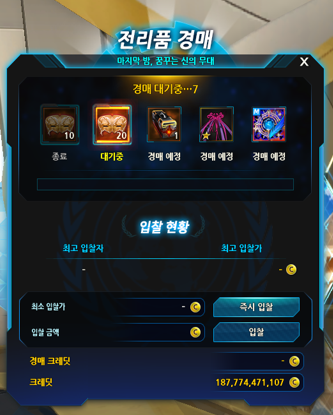 전리품 경매
마지막 밤, 꿈꾸는 신의 무대
X
경매 대기중…7
10 20
종료 대기중 경매 예정 경매 예정 경매 예정
입찰 현황
최고 입찰자 최고 입찰가
- - C
최소 입찰가 - C 즉시 입찰
입찰 금액 C 입찰
경매 크레딧 - C
크레딧 187,774,471,107 C